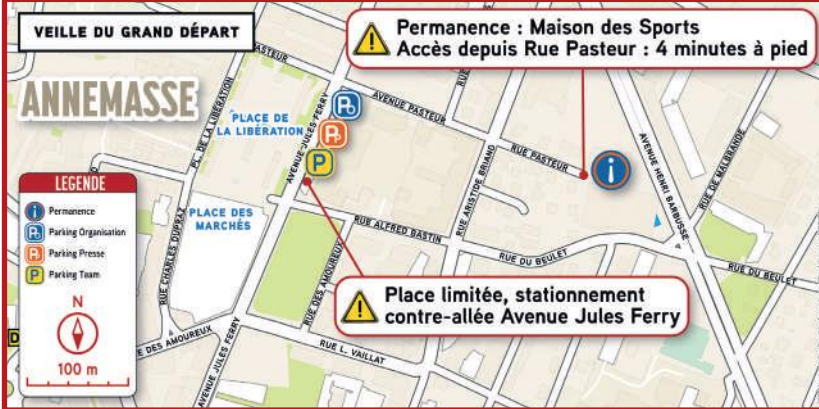 VEILLE DU GRAND DÉPART
Permanence : Maison des Sports
Accès depuis Rue Pasteur : 4 minutes à pied
ANNEMASSE
PASTEUR
PL. DE LA LIBÉRATION
PLACE DE
LA LIBÉRATION
AVENUE JULES FERRY
P
P
P
AVENUE PASTEUR
RUE
RUE PASTEUR
i
RUE ARISTIDE BRIAND
AVENUE HENRI BARBUSSE
RUE DE MALBRANDE
LEGENDE
i Permanence
P Parking Organisation
P Parking Presse
P Parking Team
N
100 m
PLACE DES
MARCHÉS
RUE CHARLES DUPRAZ
RUE ALFRED BASTIN
RUE DU BEULET
RUE DU BEULET
RUE DES AMOUREUX
Place limitée, stationnement
contre-allée Avenue Jules Ferry
D
E DES AMOUREUX
AVENUE JULES FERRY
RUE L. VAILLAT